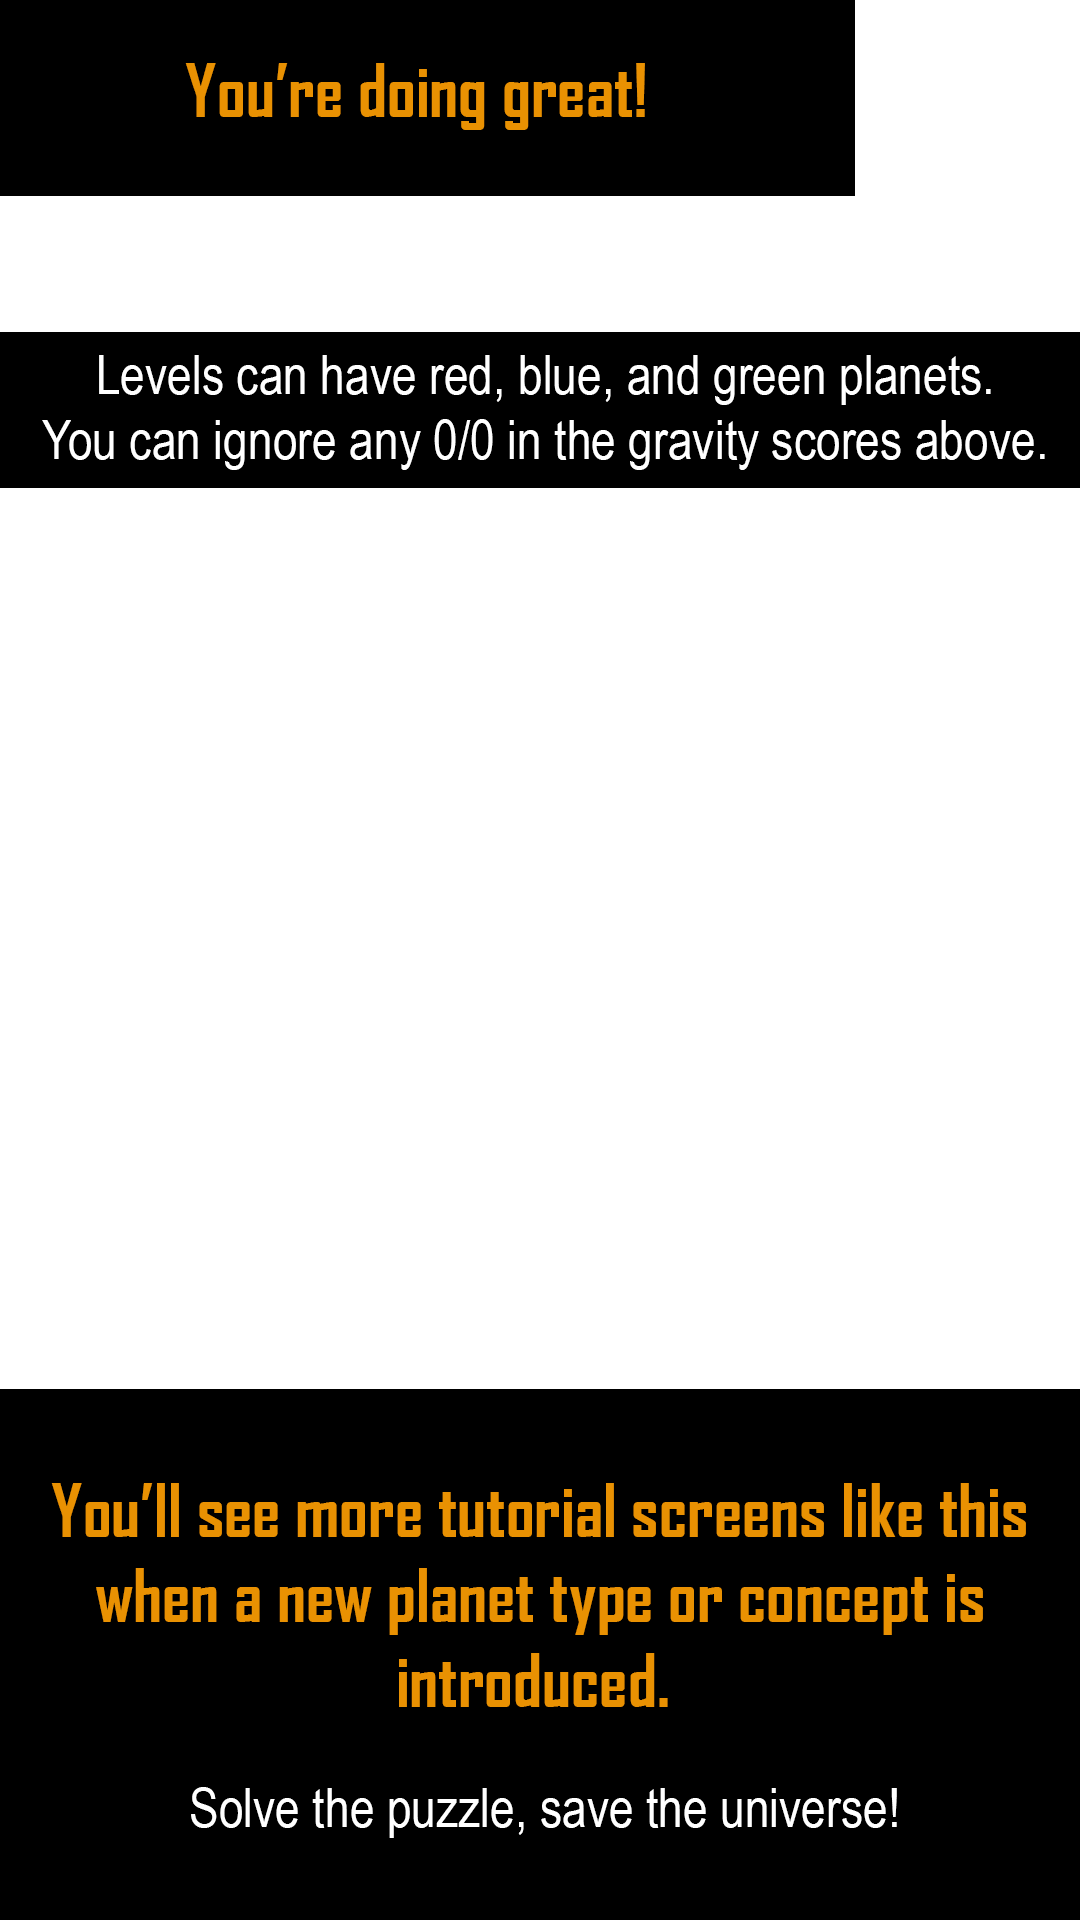 You’re doing great!
Levels can have red, blue, and green planets.
You can ignore any 0/0 in the gravity scores above.
You’ll see more tutorial screens like this
when a new planet type or concept is
introduced.
Solve the puzzle, save the universe!